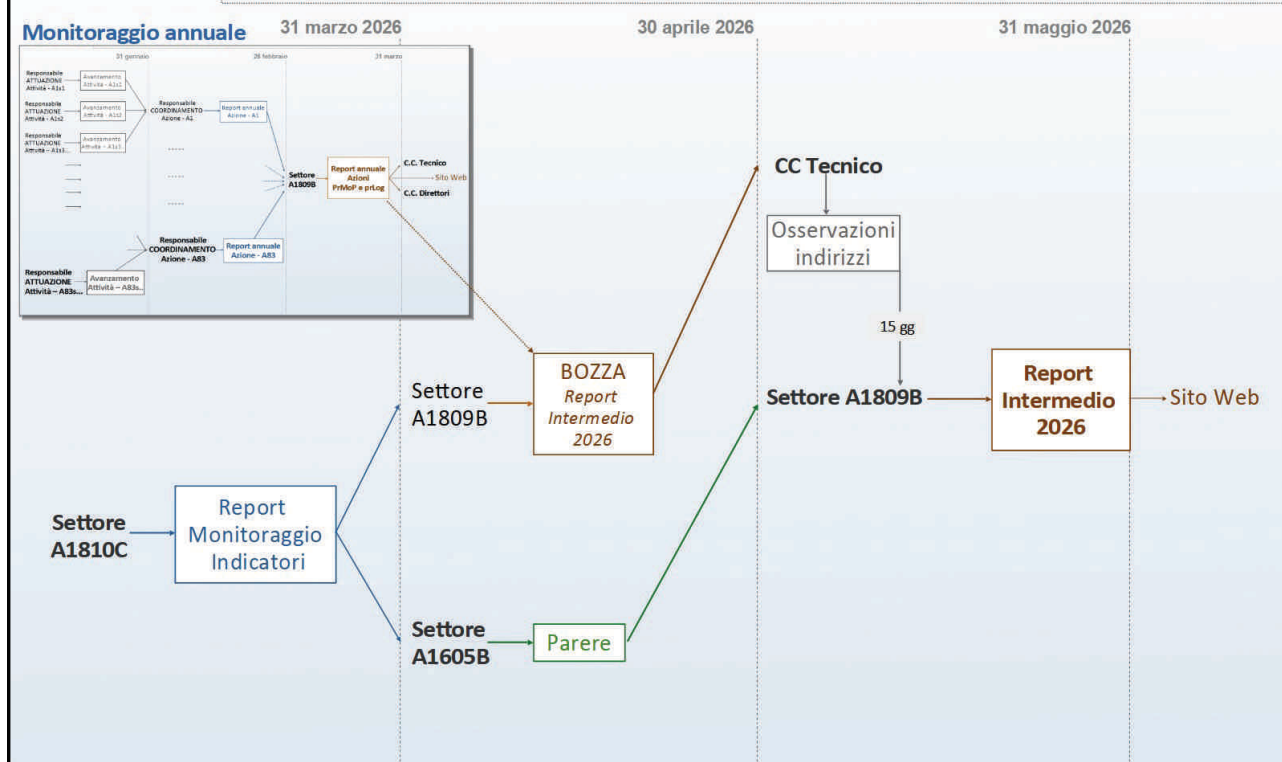 Monitoraggio annuale
31 marzo 2026
30 aprile 2026
31 maggio 2026
31 gennaio
28 febbraio
31 marzo
Responsabile
ATTUAZIONE
Attività - A1s1
Avanzamento
Attività - A1s1
Responsabile
ATTUAZIONE
Attività - A1s2
Avanzamento
Attività - A1s2
Responsabile
COORDINAMENTO
Azione - A1
Report annuale
Azione - A1
Responsabile
ATTUAZIONE
Attività – A1s3...
Avanzamento
.....
.....
Settore
A1809B
Report annuale
Azioni
PrMoP e prLog
C.C. Tecnico
Sito Web
C.C. Direttori
Responsabile
COORDINAMENTO
Azione - A83
Report annuale
Azione - A83
Responsabile
ATTUAZIONE
Attività – A83s...
Avanzamento
Attività – A83s...
CC Tecnico
Osservazioni
indirizzi
15 gg
Settore
A1809B
BOZZA
Report
Intermedio
2026
Settore A1809B
Report
Intermedio
2026
Sito Web
Settore
A1810C
Report
Monitoraggio
Indicatori
Settore
A1605B
Parere